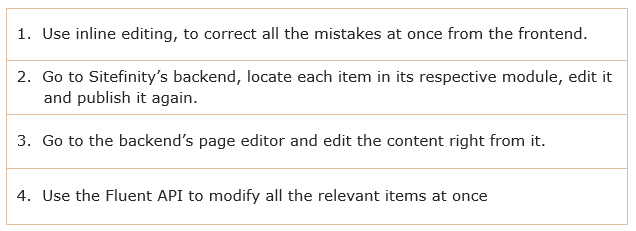 1. Use inline editing, to correct all the mistakes at once from the frontend.
2. Go to Sitefinity’s backend, locate each item in its respective module, edit it
and publish it again.
3. Go to the backend’s page editor and edit the content right from it.
4. Use the Fluent API to modify all the relevant items at once